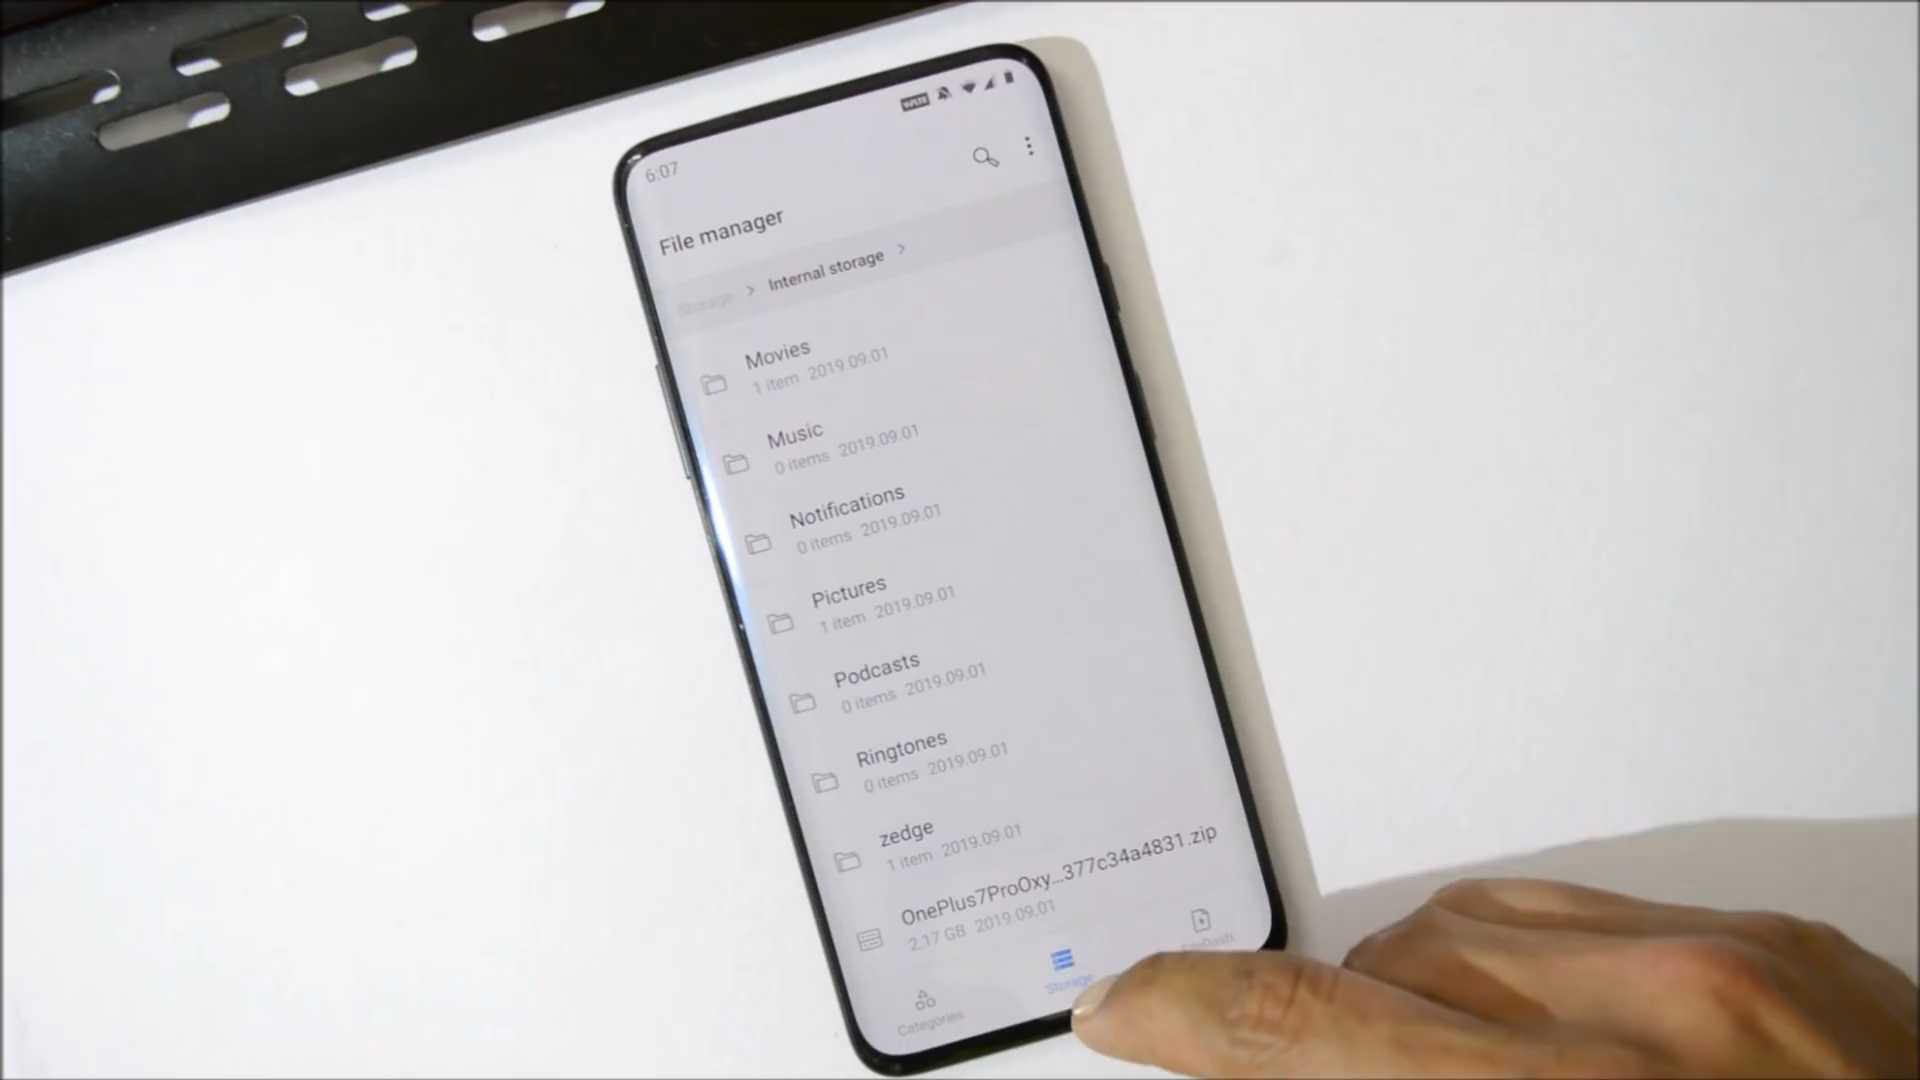 VoLTE
6:07
File manager
Storage > Internal storage >
Movies
1 item 2019.09.01
Music
0 items 2019.09.01
Notifications
0 items 2019.09.01
Pictures
1 item 2019.09.01
Podcasts
0 items 2019.09.01
Ringtones
0 items 2019.09.01
zedge
1 item 2019.09.01
OnePlus7ProOxy...377c34a4831.zip
2.17 GB 2019.09.01
Categories
Storage